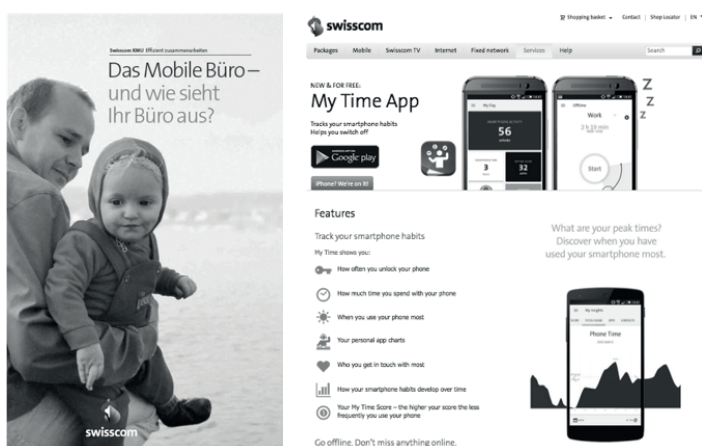 Swisscom KMU Effizient zusammenarbeiten
Das Mobile Büro –
und wie sieht
Ihr Büro aus?
swisscom
swisscom
Shopping basket
Contact
Shop Locator
EN
Packages
Mobile
Swisscom TV
Internet
Fixed network
Services
Help
Search
NEW & FOR FREE:
My Time App
Tracks your smartphone habits
Helps you switch off
Google play
iPhone? We're on it!
My Day
56
3
32
Offline
Work
2 h 19 min
Start
Z
Z
Z
Features
Track your smartphone habits
My Time shows you:
How often you unlock your phone
How much time you spend with your phone
When you use your phone most
Your personal app charts
Who you get in touch with most
How your smartphone habits develop over time
Your My Time Score – the higher your score the less
frequently you use your phone
Go offline. Don't miss anything online.
What are your peak times?
Discover when you have
used your smartphone most.
My Insights
Phone Time